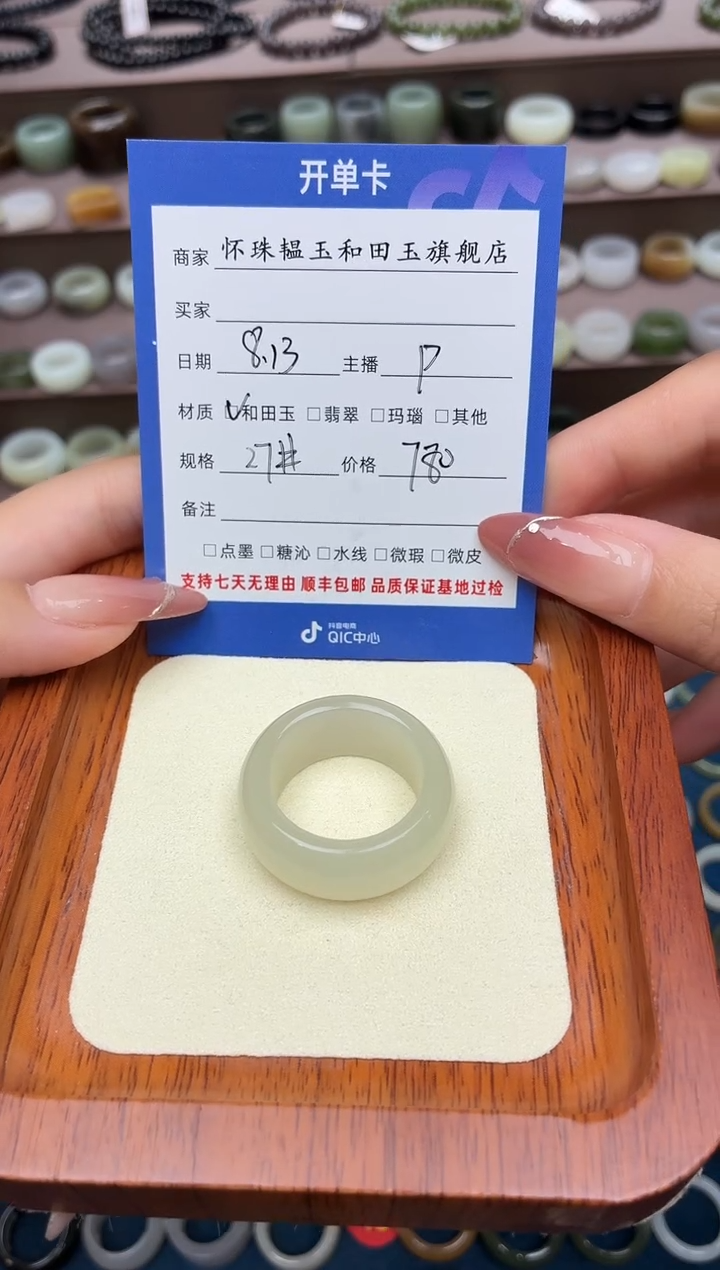 开单卡
商家 怀珠韫玉和田玉旗舰店
买家
日期 8.13 主播 P
材质 ☑和田玉 □翡翠 □玛瑙 □其他
规格 27# 价格 780
备注
□点墨 □糖沁 □水线 □微瑕 □微皮
支持七天无理由 顺丰包邮 品质保证基地过检
抖音电商
QIC中心